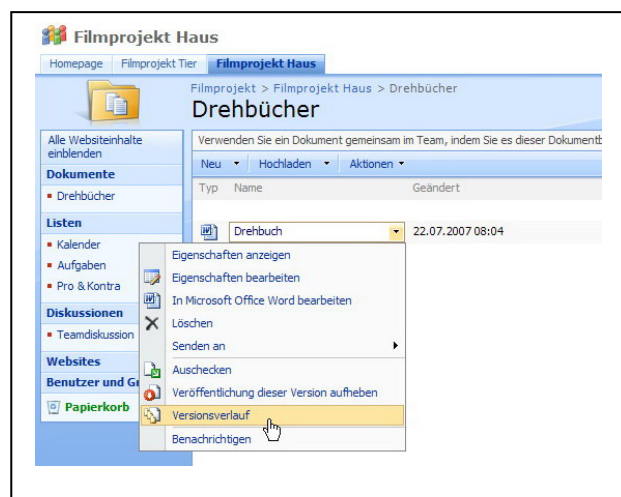 Filmprojekt Haus
Homepage Filmprojekt Tier Filmprojekt Haus
Filmprojekt > Filmprojekt Haus > Drehbücher
Drehbücher
Alle Websiteinhalte
einblenden
Dokumente
Drehbücher
Listen
Kalender
Aufgaben
Pro & Kontra
Diskussionen
Teamdiskussion
Websites
Benutzer und
Papierkorb
Verwenden Sie ein Dokument gemeinsam im Team, indem Sie es dieser
Neu Hochladen Aktionen
Typ Name Geändert
Drehbuch 22.07.2007 08:04
Eigenschaften anzeigen
Eigenschaften bearbeiten
In Microsoft Office Word bearbeiten
Löschen
Senden an
Auschecken
Veröffentlichung dieser Version aufheben
Versionsverlauf
Benachrichtigen